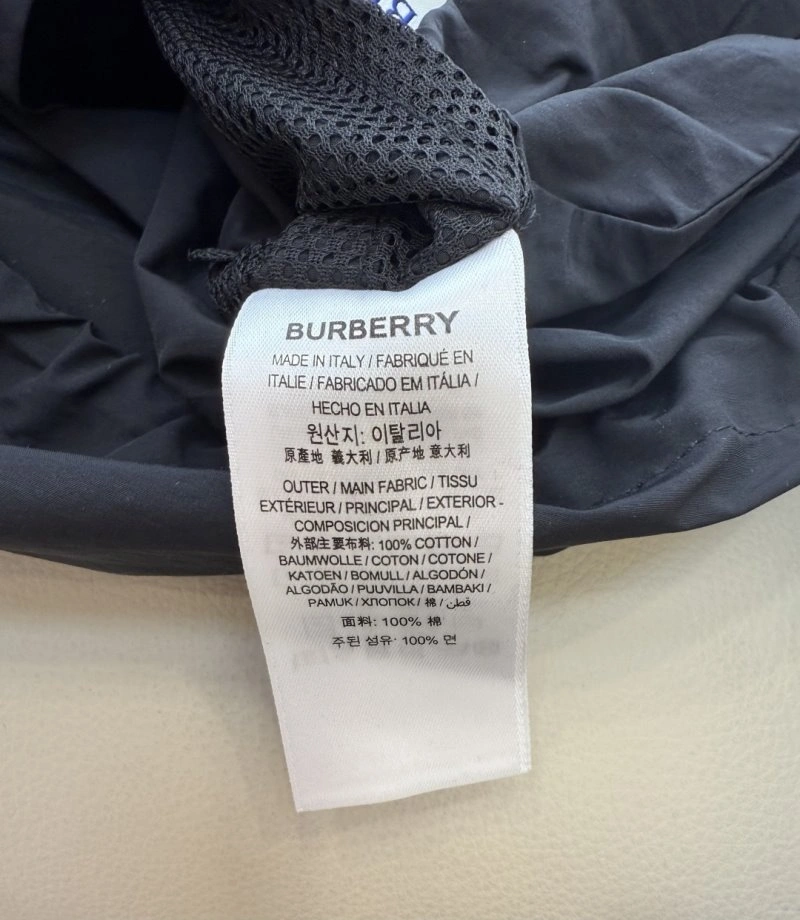 B
BURBERRY
MADE IN ITALY / FABRIQUÉ EN
ITALIE / FABRICADO EM ITÁLIA /
HECHO EN ITALIA
원산지: 이탈리아
原產地 義大利 / 原产地 意大利
OUTER / MAIN FABRIC / TISSU
EXTÉRIEUR / PRINCIPAL / EXTERIOR -
COMPOSICION PRINCIPAL /
外部/主要布料: 100% COTTON /
BAUMWOLLE / COTON / COTONE /
KATOEN / BOMULL / ALGODÓN /
ALGODÃO / PUUVILLA / BAMBAKI /
PAMUK / ХЛОПОК / 棉 / قطن
面料: 100% 棉
주된 섬유: 100% 면